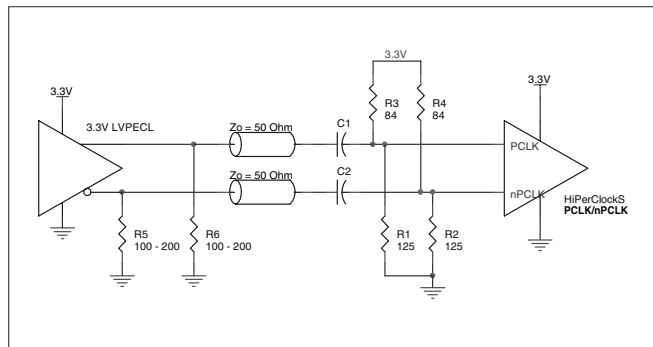 3.3V
3.3V
3.3V
3.3V LVPECL
Zo = 50 Ohm
C1
R3
84
R4
84
PCLK
Zo = 50 Ohm
C2
nPCLK
HiPerClockS
PCLK/nPCLK
R5
100 - 200
R6
100 - 200
R1
125
R2
125